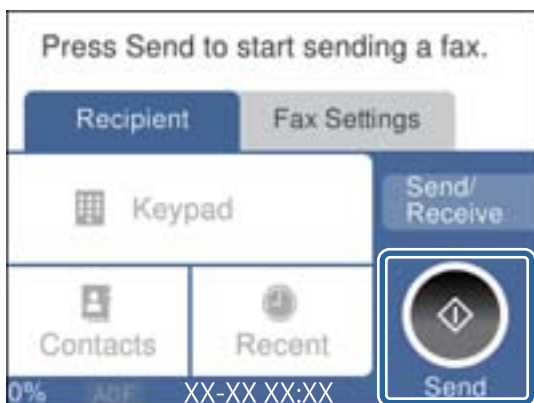 Press Send to start sending a fax.
Recipient
Fax Settings
Keypad
Send/
Receive
Contacts
Recent
Send
0%
ADF
XX-XX XX:XX